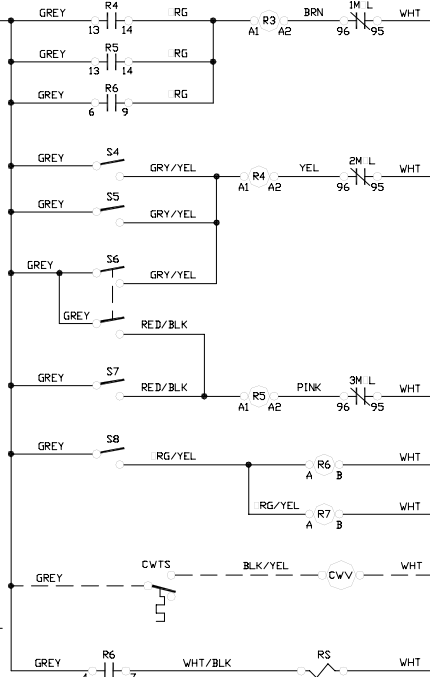 GREY R4 RG R3 BRN 1M L WHT
13 14 A1 A2 96 95
GREY R5 RG
13 14
GREY R6 RG
6 9
GREY S4 GRY/YEL R4 YEL 2M L WHT
A1 A2 96 95
GREY S5 GRY/YEL
GREY S6 GRY/YEL
GREY RED/BLK
GREY S7 RED/BLK R5 PINK 3M L WHT
A1 A2 96 95
GREY S8 RG/YEL R6 WHT
A B
RG/YEL R7 WHT
A B
GREY CWTS BLK/YEL CWV WHT
GREY R6 WHT/BLK RS WHT